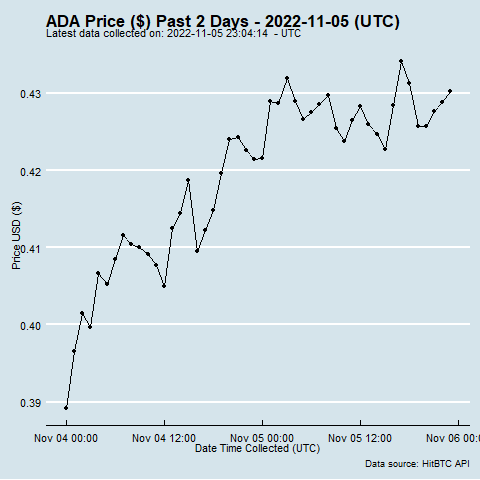 ADA Price ($) Past 2 Days - 2022-11-05 (UTC)
Latest data collected on: 2022-11-05 23:04:14 - UTC
0.43
0.42
0.41
0.40
0.39
Price USD ($)
Nov 04 00:00 Nov 04 12:00 Nov 05 00:00 Nov 05 12:00 Nov 06 00:
Date Time Collected (UTC)
Data source: HitBTC API